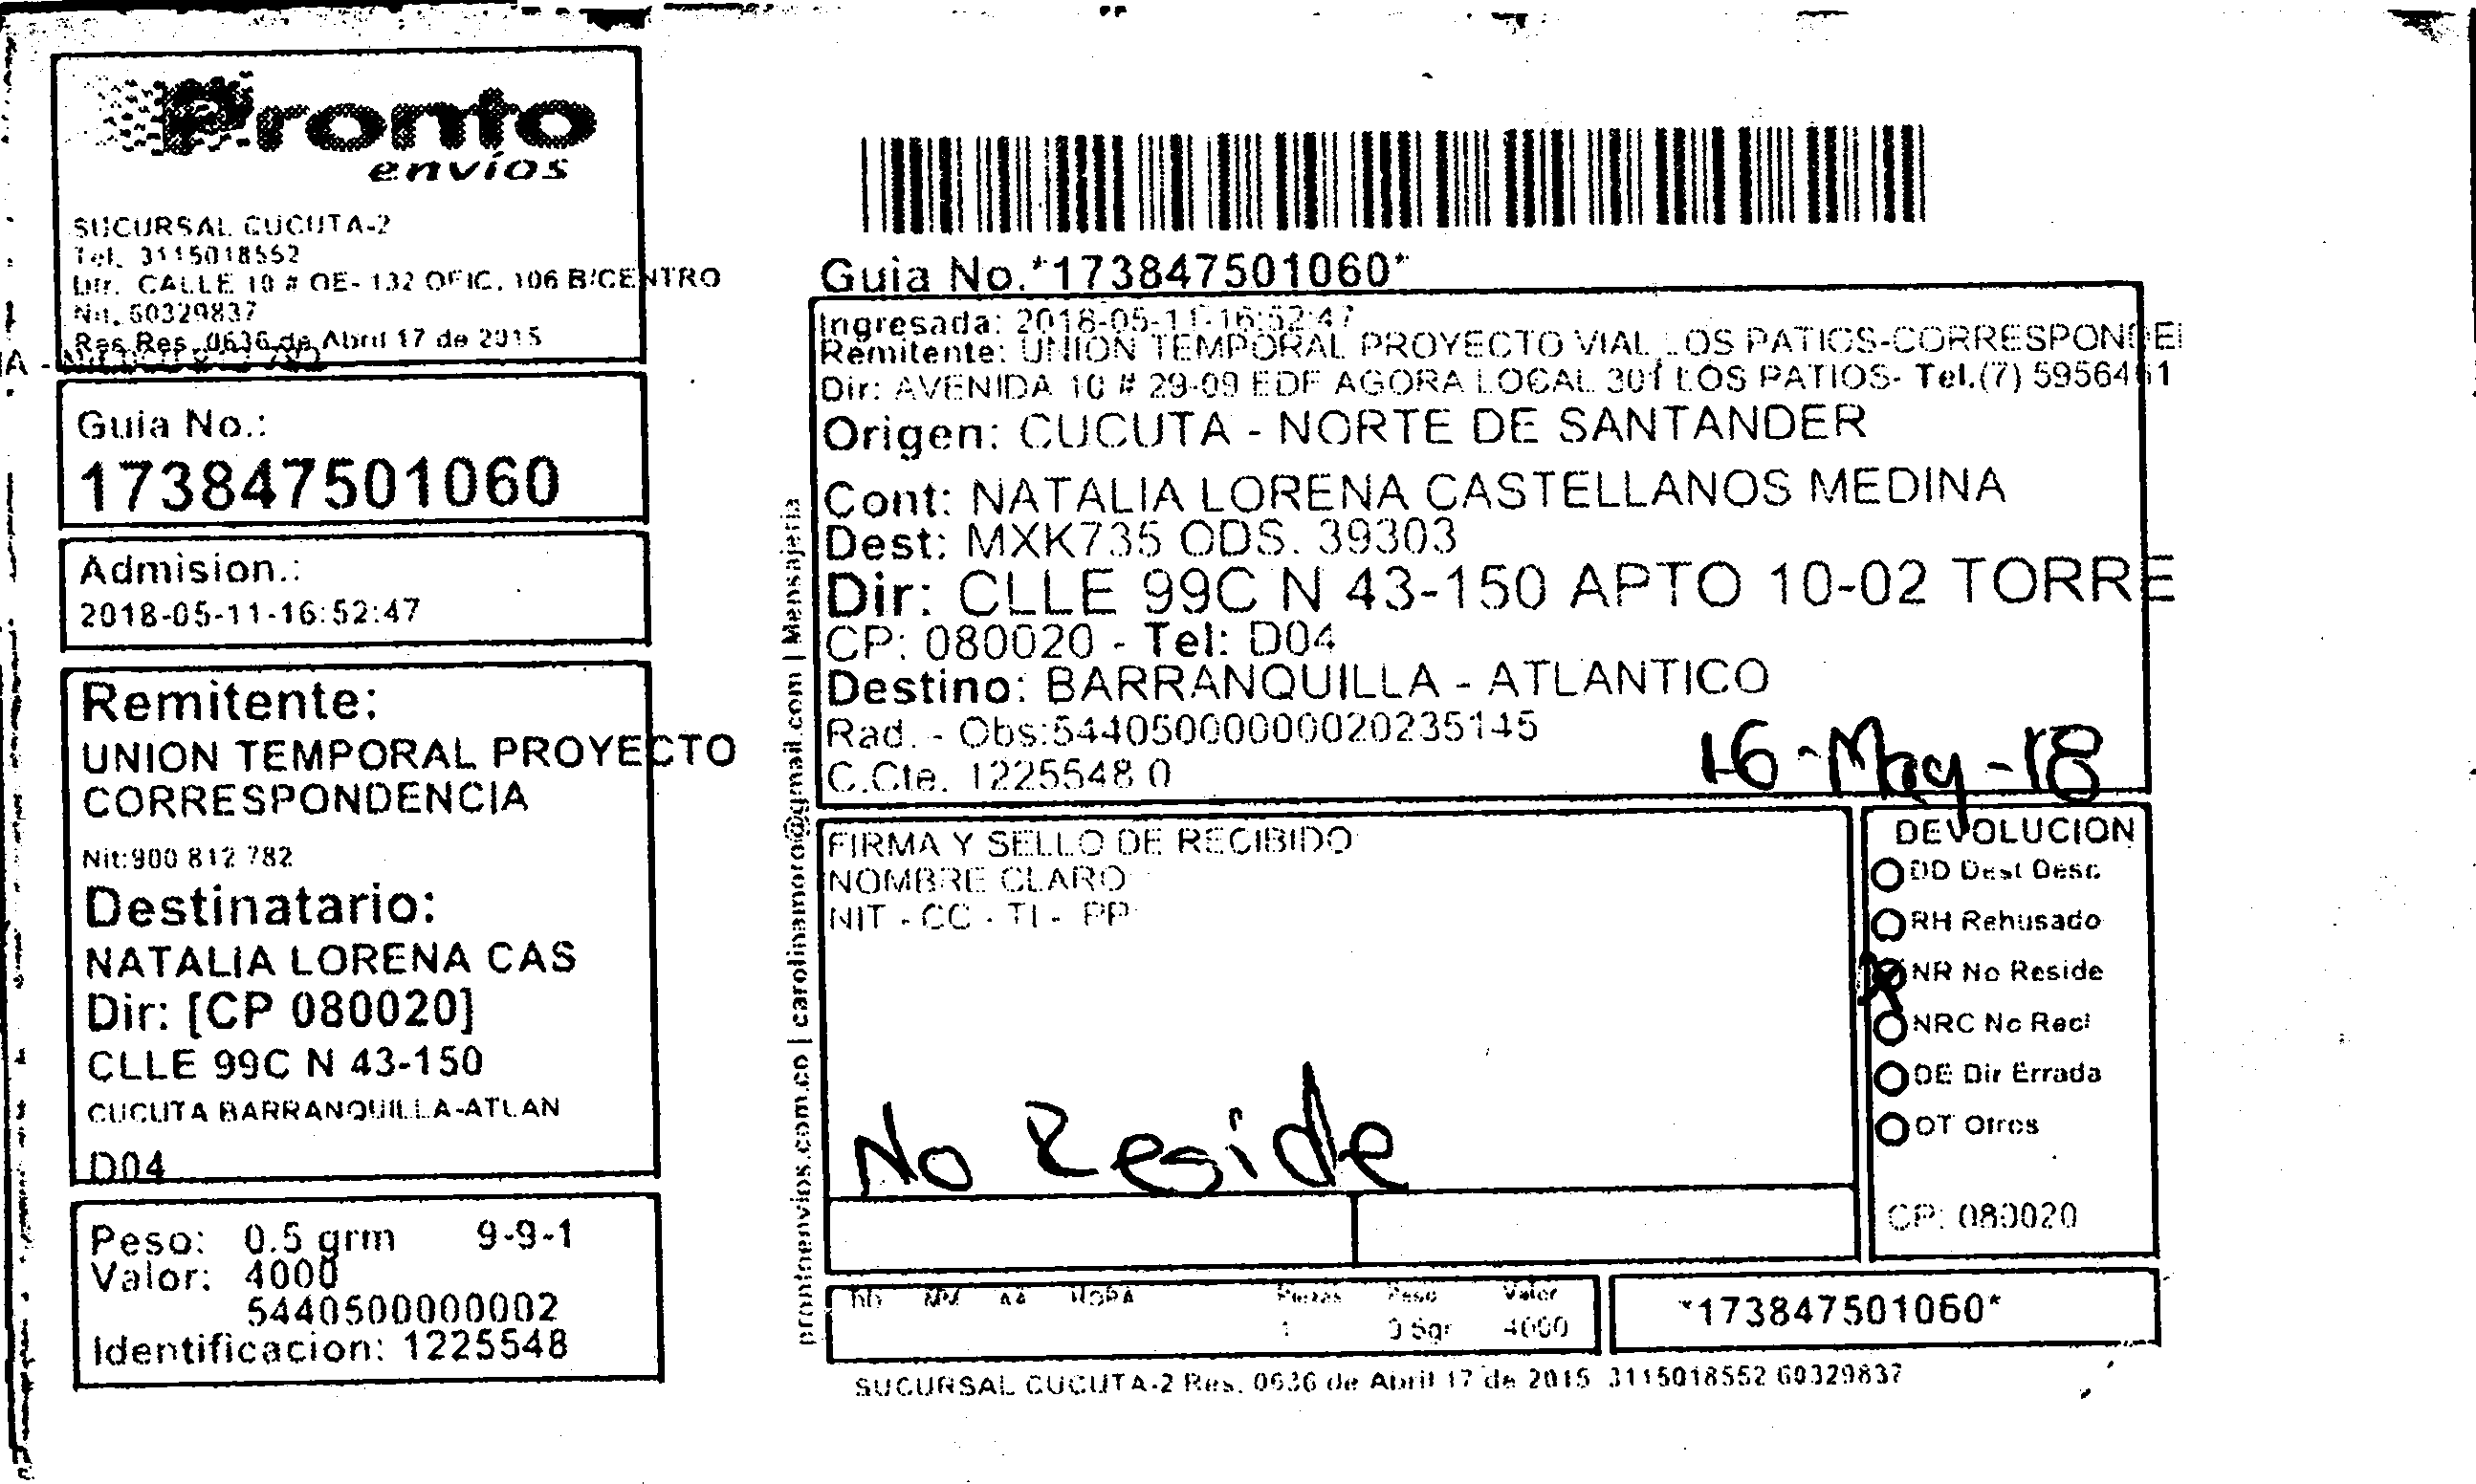 Pronto
envíos
SUCURSAL CUCUTA-2
Tel. 3115018552
Dir. CALLE 10 # OE- 132 OFIC. 106 B/CENTRO
Nit. 60329837
Res Res. 0636 de Abril 17 de 2015
Guia No.:
173847501060
Admision.:
2018-05-11-16:52:47
Remitente:
UNION TEMPORAL PROYECTO
CORRESPONDENCIA
Nit:900 812 782
Destinatario:
NATALIA LORENA CAS
Dir: [CP 080020]
CLLE 99C N 43-150
CUCUTA BARRANQUILLA-ATLAN
D04
Peso: 0.5 grm 9-9-1
Valor: 4000
5440500000002
Identificacion: 1225548
prontoenvios.com.co | carolinamoro@gmail.com | Mensajeria
Guia No.*173847501060*
Ingresada: 2018-05-11-16:52:47
Remitente: UNION TEMPORAL PROYECTO VIAL LOS PATIOS-CORRESPONDEI
Dir: AVENIDA 10 # 29-09 EDF AGORA LOCAL 301 LOS PATIOS- Tel.(7) 5956461
Origen: CUCUTA - NORTE DE SANTANDER
Cont: NATALIA LORENA CASTELLANOS MEDINA
Dest: MXK735 ODS. 39303
Dir: CLLE 99C N 43-150 APTO 10-02 TORRE
CP: 080020 - Tel: D04
Destino: BARRANQUILLA - ATLANTICO
Rad. - Obs:5440500000020235145
C.Cte. 1225548 0
16-May-18
FIRMA Y SELLO DE RECIBIDO
NOMBRE CLARO
NIT - CC - TI - PP
No Reside
DEVOLUCION
DD Dest Desc
RH Rehusado
NR No Reside
NRC No Recl
DE Dir Errada
OT Otros
CP: 080020
DD MM AA HORA Piezas Peso Valor
1 0.5gr 4000
*173847501060*
SUCURSAL CUCUTA-2 Res. 0636 de Abril 17 de 2015 3115018552 60329837